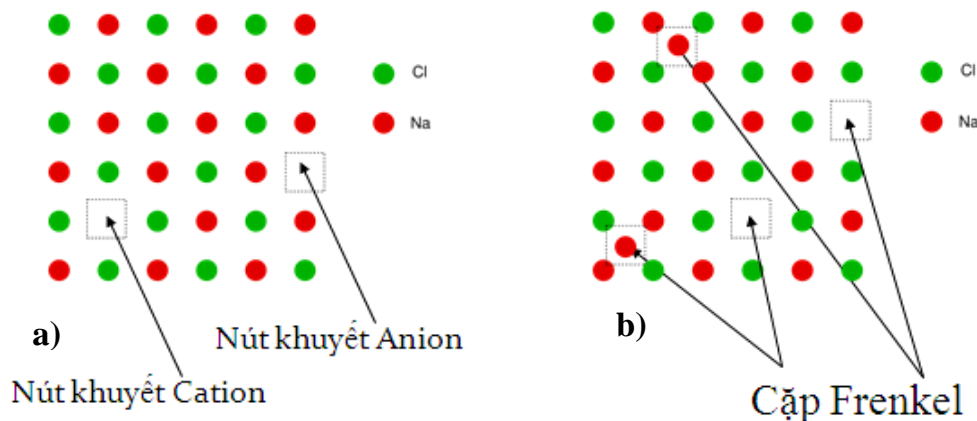 Cl
Na
a)
Nút khuyết Anion
Nút khuyết Cation
Cl
Na
b)
Cặp Frenkel